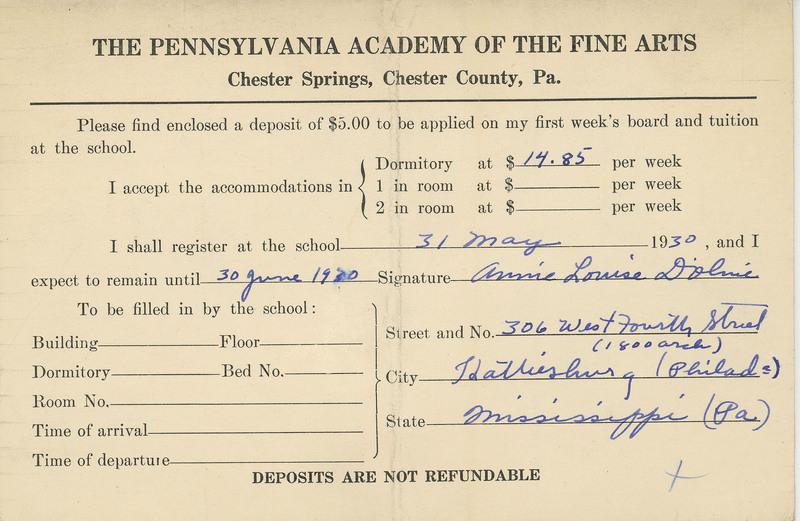 THE PENNSYLVANIA ACADEMY OF THE FINE ARTS
Chester Springs, Chester County, Pa.
Please find enclosed a deposit of $5.00 to be applied on my first week's board and tuition
at the school.
I accept the accommodations in
Dormitory at $ 14.85 per week
1 in room at $ per week
2 in room at $ per week
I shall register at the school 31 May 1930, and I
expect to remain until 30 June 1930 Signature Annie Louise D'olive
To be filled in by the school:
Building Floor
Dormitory Bed No.
Room No.
Time of arrival
Time of departure
Street and No. 306 West Fourth Street
(1800 arch)
City Hattiesburg (Philad a)
State Mississippi (Pa)
DEPOSITS ARE NOT REFUNDABLE